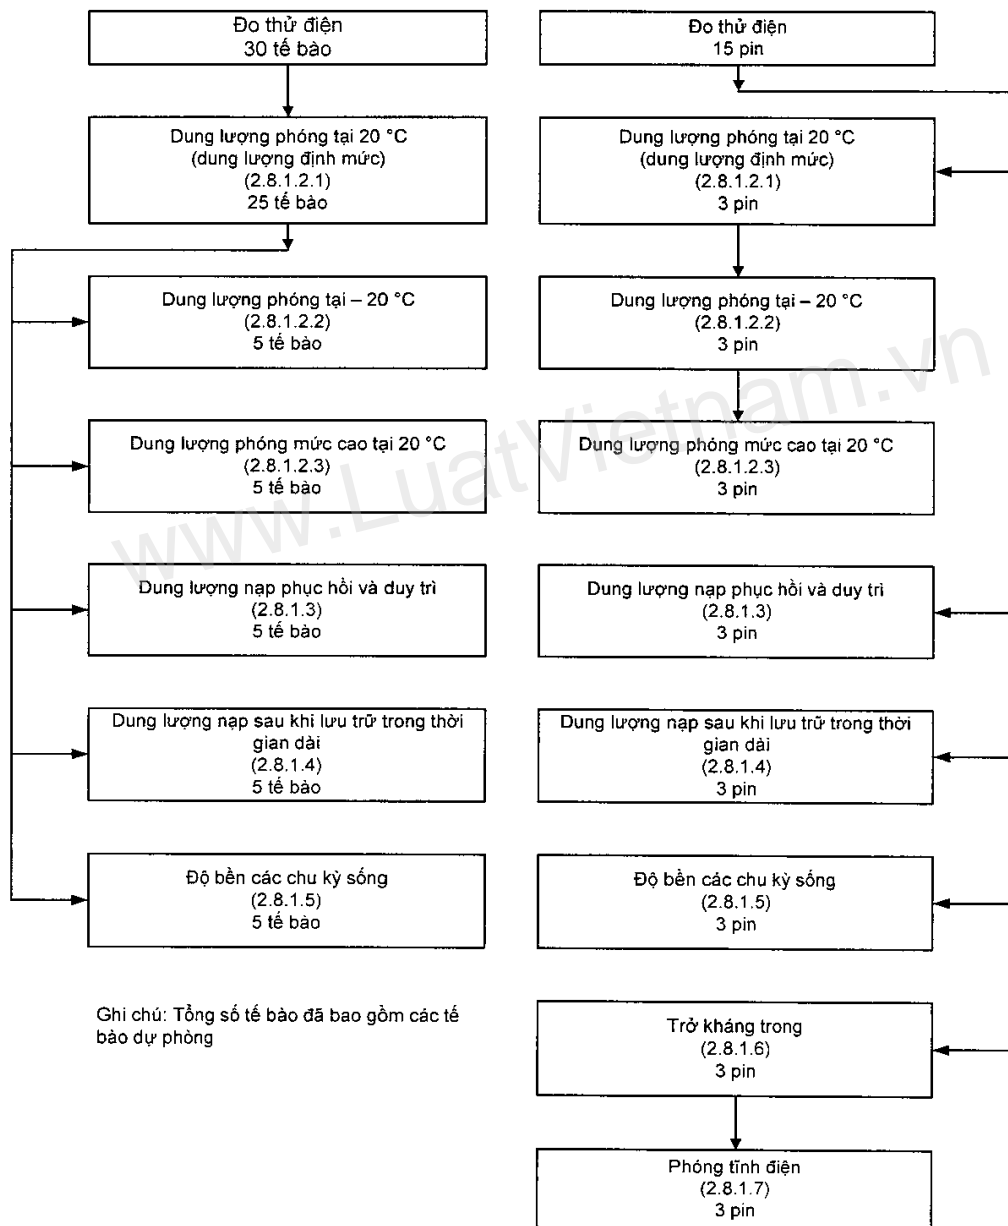 Đo thử điện
30 tế bào
Dung lượng phóng tại 20 °C
(dung lượng định mức)
(2.8.1.2.1)
25 tế bào
Dung lượng phóng tại – 20 °C
(2.8.1.2.2)
5 tế bào
Dung lượng phóng mức cao tại 20 °C
(2.8.1.2.3)
5 tế bào
Dung lượng nạp phục hồi và duy trì
(2.8.1.3)
5 tế bào
Dung lượng nạp sau khi lưu trữ trong thời
gian dài
(2.8.1.4)
5 tế bào
Độ bền các chu kỳ sống
(2.8.1.5)
5 tế bào
Ghi chú: Tổng số tế bào đã bao gồm các tế
bào dự phòng
Đo thử điện
15 pin
Dung lượng phóng tại 20 °C
(dung lượng định mức)
(2.8.1.2.1)
3 pin
Dung lượng phóng tại – 20 °C
(2.8.1.2.2)
3 pin
Dung lượng phóng mức cao tại 20 °C
(2.8.1.2.3)
3 pin
Dung lượng nạp phục hồi và duy trì
(2.8.1.3)
3 pin
Dung lượng nạp sau khi lưu trữ trong thời
gian dài
(2.8.1.4)
3 pin
Độ bền các chu kỳ sống
(2.8.1.5)
3 pin
Trở kháng trong
(2.8.1.6)
3 pin
Phóng tĩnh điện
(2.8.1.7)
3 pin
www.LuatVietnam.vn